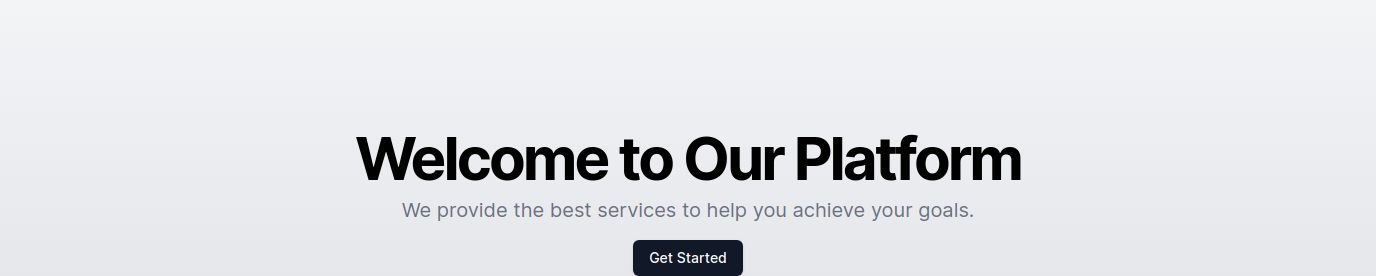 Welcome to Our Platform
We provide the best services to help you achieve your goals.
Get Started